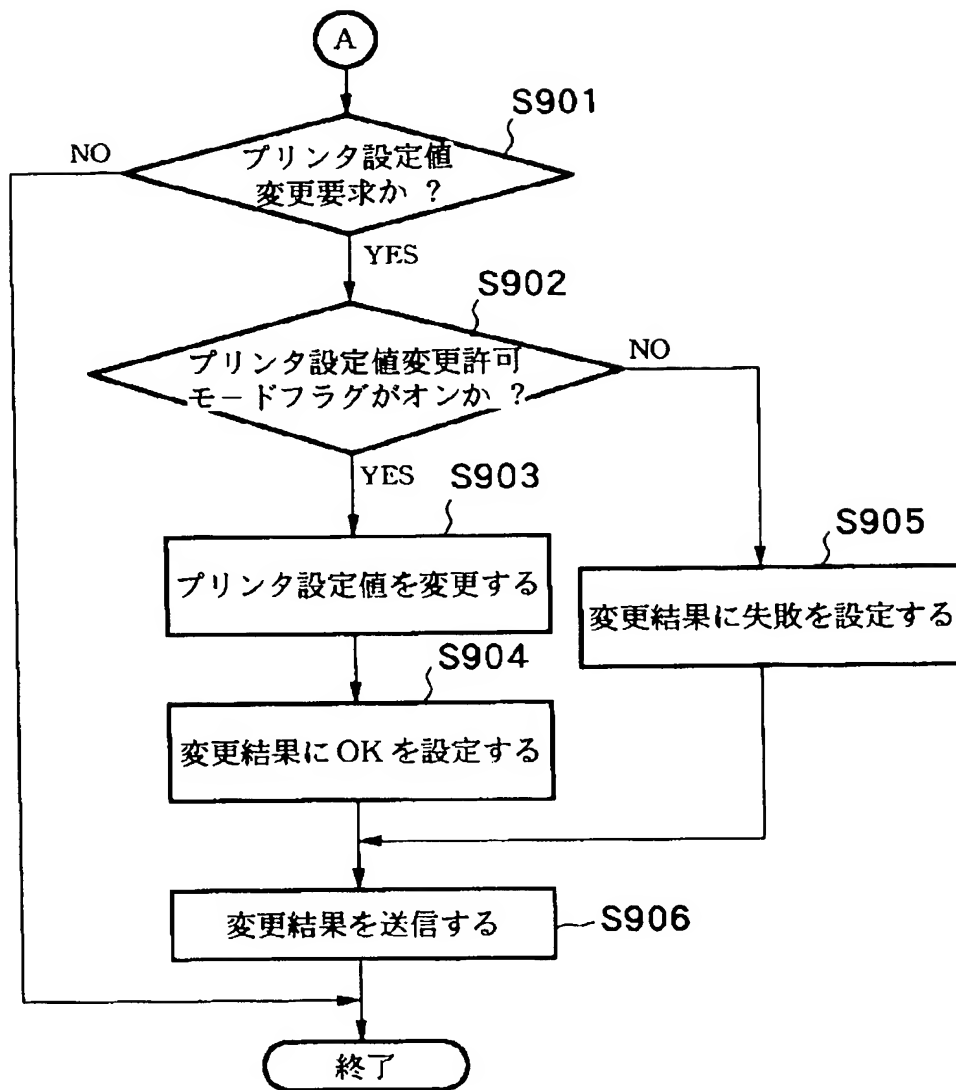 A
S901
NO
プリンタ設定値
変更要求か ?
YES
S902
プリンタ設定値変更許可
モードフラグがオンか ?
NO
YES
S903
プリンタ設定値を変更する
S905
変更結果に失敗を設定する
S904
変更結果に OK を設定する
変更結果を送信する
S906
終了